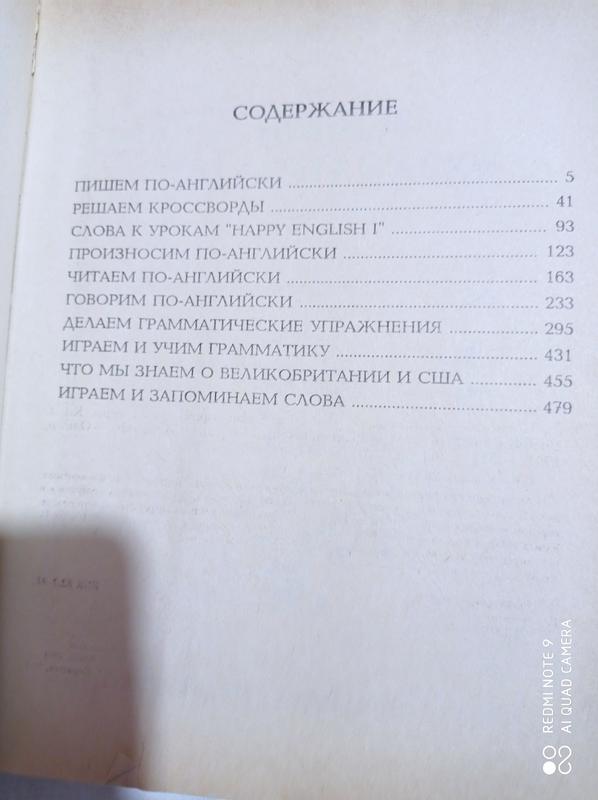 СОДЕРЖАНИЕ
ПИШЕМ ПО-АНГЛИЙСКИ ........ 5
РЕШАЕМ КРОССВОРДЫ ........ 41
СЛОВА К УРОКАМ "HAPPY ENGLISH I" ........ 93
ПРОИЗНОСИМ ПО-АНГЛИЙСКИ ........ 123
ЧИТАЕМ ПО-АНГЛИЙСКИ ........ 163
ГОВОРИМ ПО-АНГЛИЙСКИ ........ 233
ДЕЛАЕМ ГРАММАТИЧЕСКИЕ УПРАЖНЕНИЯ ........ 295
ИГРАЕМ И УЧИМ ГРАММАТИКУ ........ 431
ЧТО МЫ ЗНАЕМ О ВЕЛИКОБРИТАНИИ И США ........ 455
ИГРАЕМ И ЗАПОМИНАЕМ СЛОВА ........ 479
REDMI NOTE 9
AI QUAD CAMERA